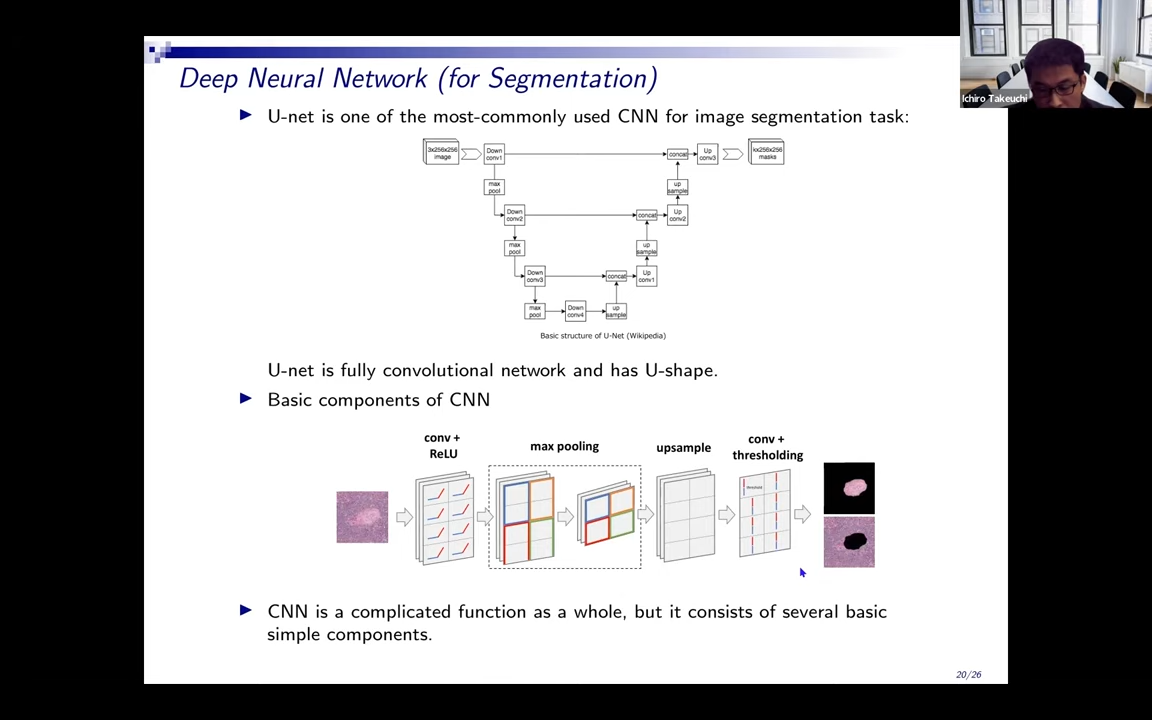 Deep Neural Network (for Segmentation)
Ichiro Takeuchi
U-net is one of the most-commonly used CNN for image segmentation task:
3x256x256
image
Down
conv1
concat
Up
conv3
kx256x256
masks
max
pool
up
sample
Down
conv2
concat
Up
conv2
max
pool
up
sample
Down
conv3
concat
Up
conv1
max
pool
Down
conv4
up
sample
Basic structure of U-Net (Wikipedia)
U-net is fully convolutional network and has U-shape.
Basic components of CNN
conv +
ReLU
max pooling
upsample
conv +
thresholding
threshold
CNN is a complicated function as a whole, but it consists of several basic
simple components.
20/26